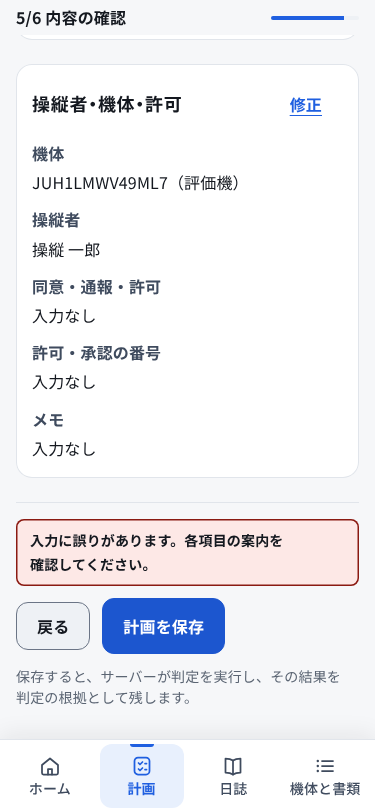 5/6 内容の確認
操縦者・機体・許可
修正
機体
JUH1LMWV49ML7（評価機）
操縦者
操縦 一郎
同意・通報・許可
入力なし
許可・承認の番号
入力なし
メモ
入力なし
入力に誤りがあります。各項目の案内を
確認してください。
戻る
計画を保存
保存すると、サーバーが判定を実行し、その結果を
判定の根拠として残します。
ホーム
計画
日誌
機体と書類